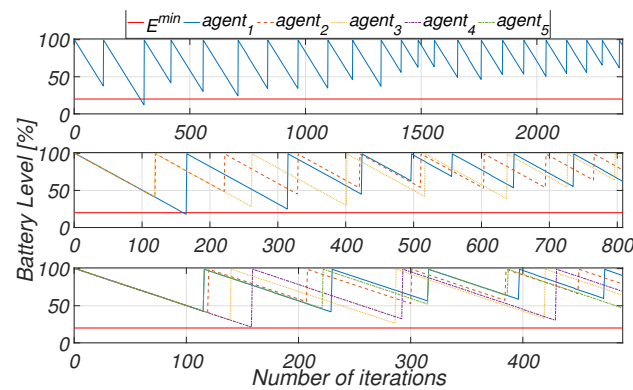 E^min agent_1 agent_2 agent_3 agent_4 agent_5
100
50
0
0 500 1000 1500 2000
Battery Level [%]
100
50
0
0 100 200 300 400 500 600 700 800
100
50
0
0 100 200 300 400
Number of iterations